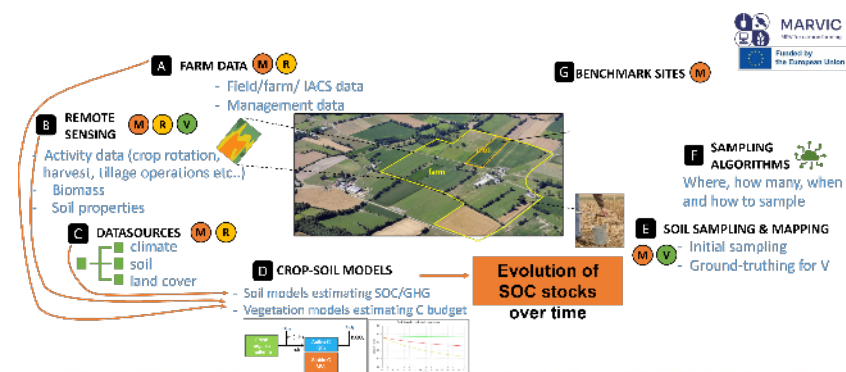 MARVIC
Funded by
the European Union
A FARM DATA M R
- Field/farm/ IACS data
- Management data
G BENCHMARK SITES M
B REMOTE
SENSING M R V
- Activity data (crop rotation,
harvest, tillage operations etc..)
- Biomass
- Soil properties
farm
F SAMPLING
ALGORITHMS
Where, how many, when
and how to sample
C DATASOURCES M R
climate
soil
land cover
E SOIL SAMPLING & MAPPING
M V
- Initial sampling
- Ground-truthing for V
D CROP-SOIL MODELS
- Soil models estimating SOC/GHG
- Vegetation models estimating C budget
Evolution of
SOC stocks
over time